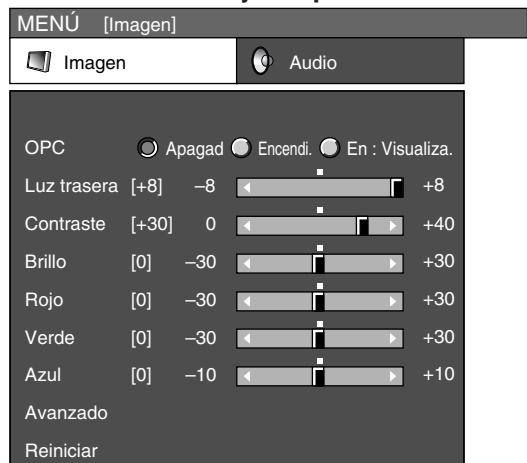 MENÚ [Imagen]
Imagen Audio
OPC Apagad Encendi. En : Visualiza.
Luz trasera [+8] –8 +8
Contraste [+30] 0 +40
Brillo [0] –30 +30
Rojo [0] –30 +30
Verde [0] –30 +30
Azul [0] –10 +10
Avanzado
Reiniciar